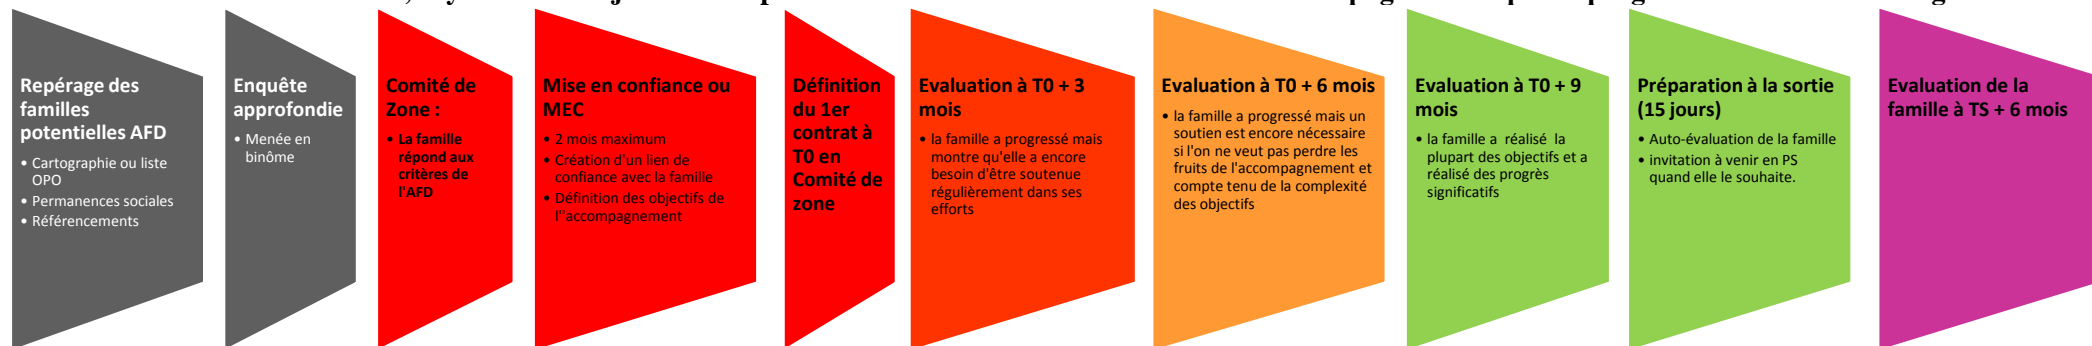 Repérage des
familles
potentielles AFD
• Cartographie ou liste
OPO
• Permanences sociales
• Référencements
Enquête
approfondie
• Menée en
binôme
Comité de
Zone :
• La famille
répond aux
critères de
l'AFD
Mise en confiance ou
MEC
• 2 mois maximum
• Création d'un lien de
confiance avec la famille
• Définition des objectifs de
l''accompagnement
Définition
du 1er
contrat à
T0 en
Comité de
zone
Evaluation à T0 + 3
mois
• la famille a progressé mais
montre qu'elle a encore
besoin d'être soutenue
régulièrement dans ses
efforts
Evaluation à T0 + 6 mois
• la famille a progressé mais un
soutien est encore nécessaire
si l'on ne veut pas perdre les
fruits de l'accompagnement et
compte tenu de la complexité
des objectifs
Evaluation à T0 + 9
mois
• la famille a réalisé la
plupart des objectifs et a
réalisé des progrès
significatifs
Préparation à la sortie
(15 jours)
• Auto-évaluation de la famille
• invitation à venir en PS
quand elle le souhaite.
Evaluation de la
famille à TS + 6 mois